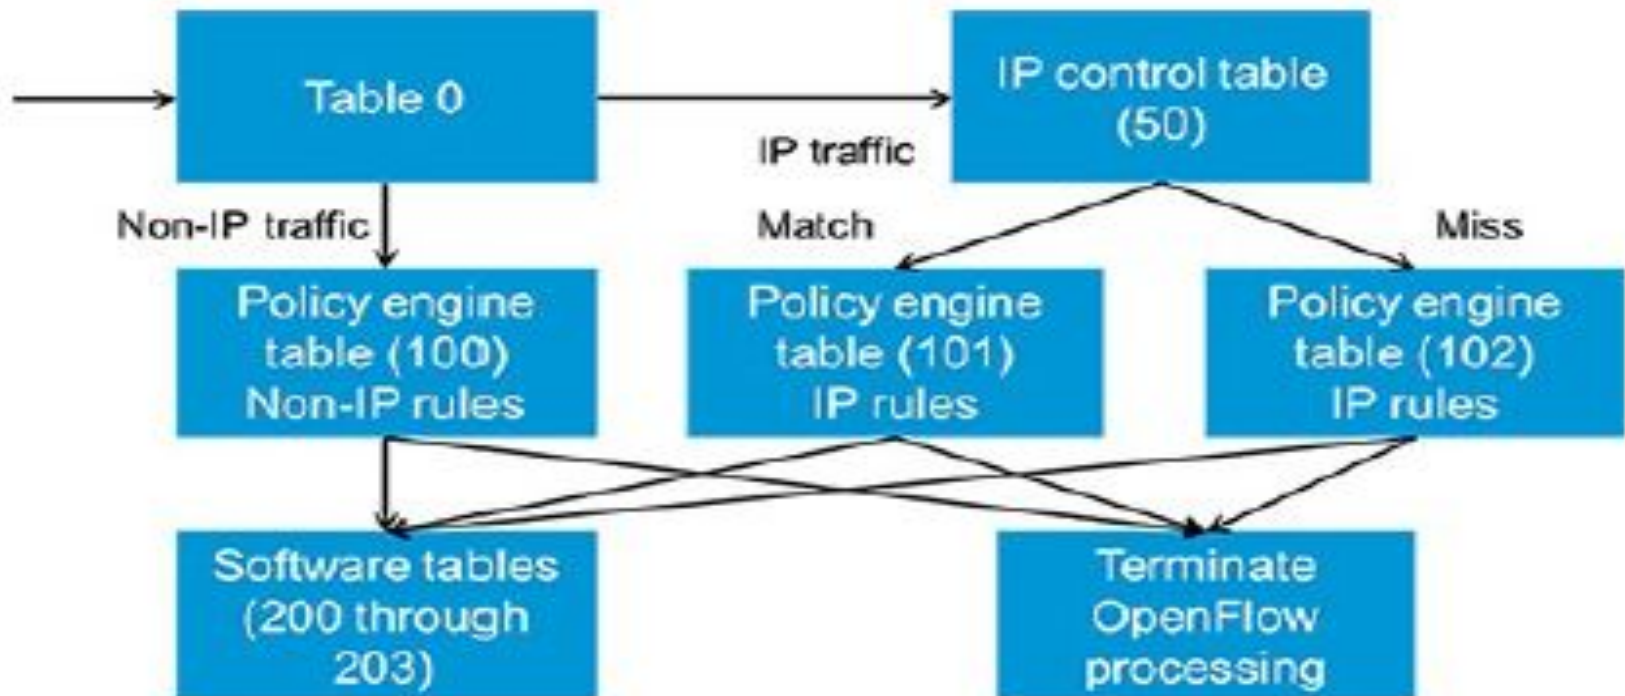 Table 0
IP control table
(50)
IP traffic
Non-IP traffic
Match
Miss
Policy engine
table (100)
Non-IP rules
Policy engine
table (101)
IP rules
Policy engine
table (102)
IP rules
Software tables
(200 through
203)
Terminate
OpenFlow
processing